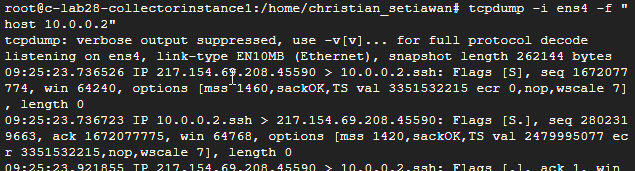 root@c-lab28-collectorinstance1:/home/christian_setiawan# tcpdump -i ens4 -f "
host 10.0.0.2"
tcpdump: verbose output suppressed, use -v[v]... for full protocol decode
listening on ens4, link-type EN10MB (Ethernet), snapshot length 262144 bytes
09:25:23.736526 IP 217.154.69.208.45590 > 10.0.0.2.ssh: Flags [S], seq 1672077
774, win 64240, options [mss 1460,sackOK,TS val 3351532215 ecr 0,nop,wscale 7]
, length 0
09:25:23.736723 IP 10.0.0.2.ssh > 217.154.69.208.45590: Flags [S.], seq 280231
9663, ack 1672077775, win 64768, options [mss 1420,sackOK,TS val 2479995077 ec
r 3351532215,nop,wscale 7], length 0
09:25:23.921855 IP 217.154.69.208.45590 > 10.0.0.2.ssh: Flags [.], ack 1, win